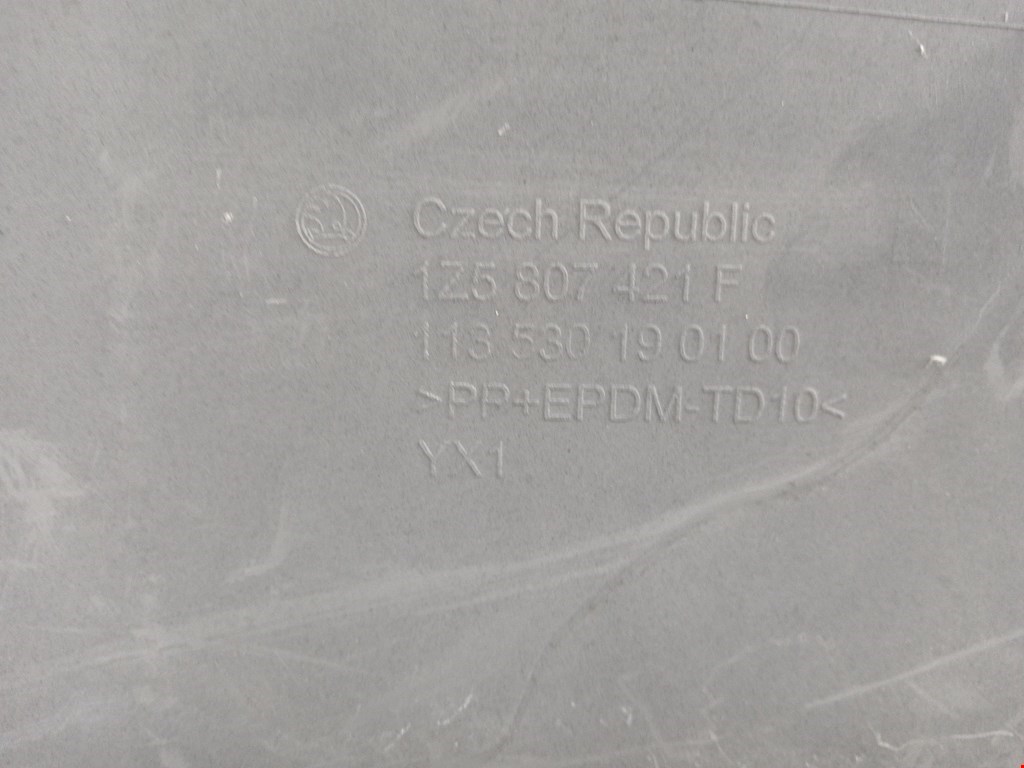 Czech Republic
1Z5 807 421 F
113 530 19 01 00
>PP+EPDM-TD10<
YX1